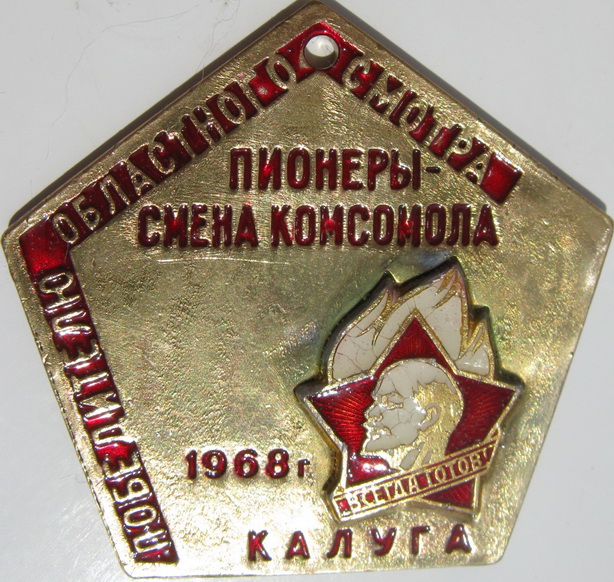 ПОБЕДИТЕЛЮ
ОБЛАСТНОГО
СМОТРА
ПИОНЕРЫ-
СМЕНА КОМСОМОЛА
1968 г.
ВСЕГДА ГОТОВ!
КАЛУГА